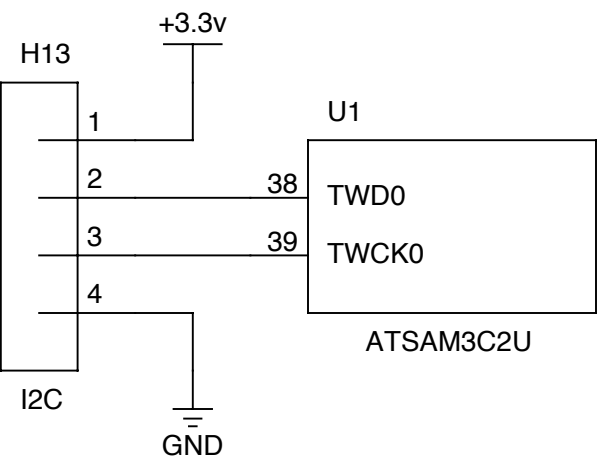 +3.3v
H13
1
U1
2
38
TWD0
3
39
TWCK0
4
ATSAM3C2U
I2C
GND